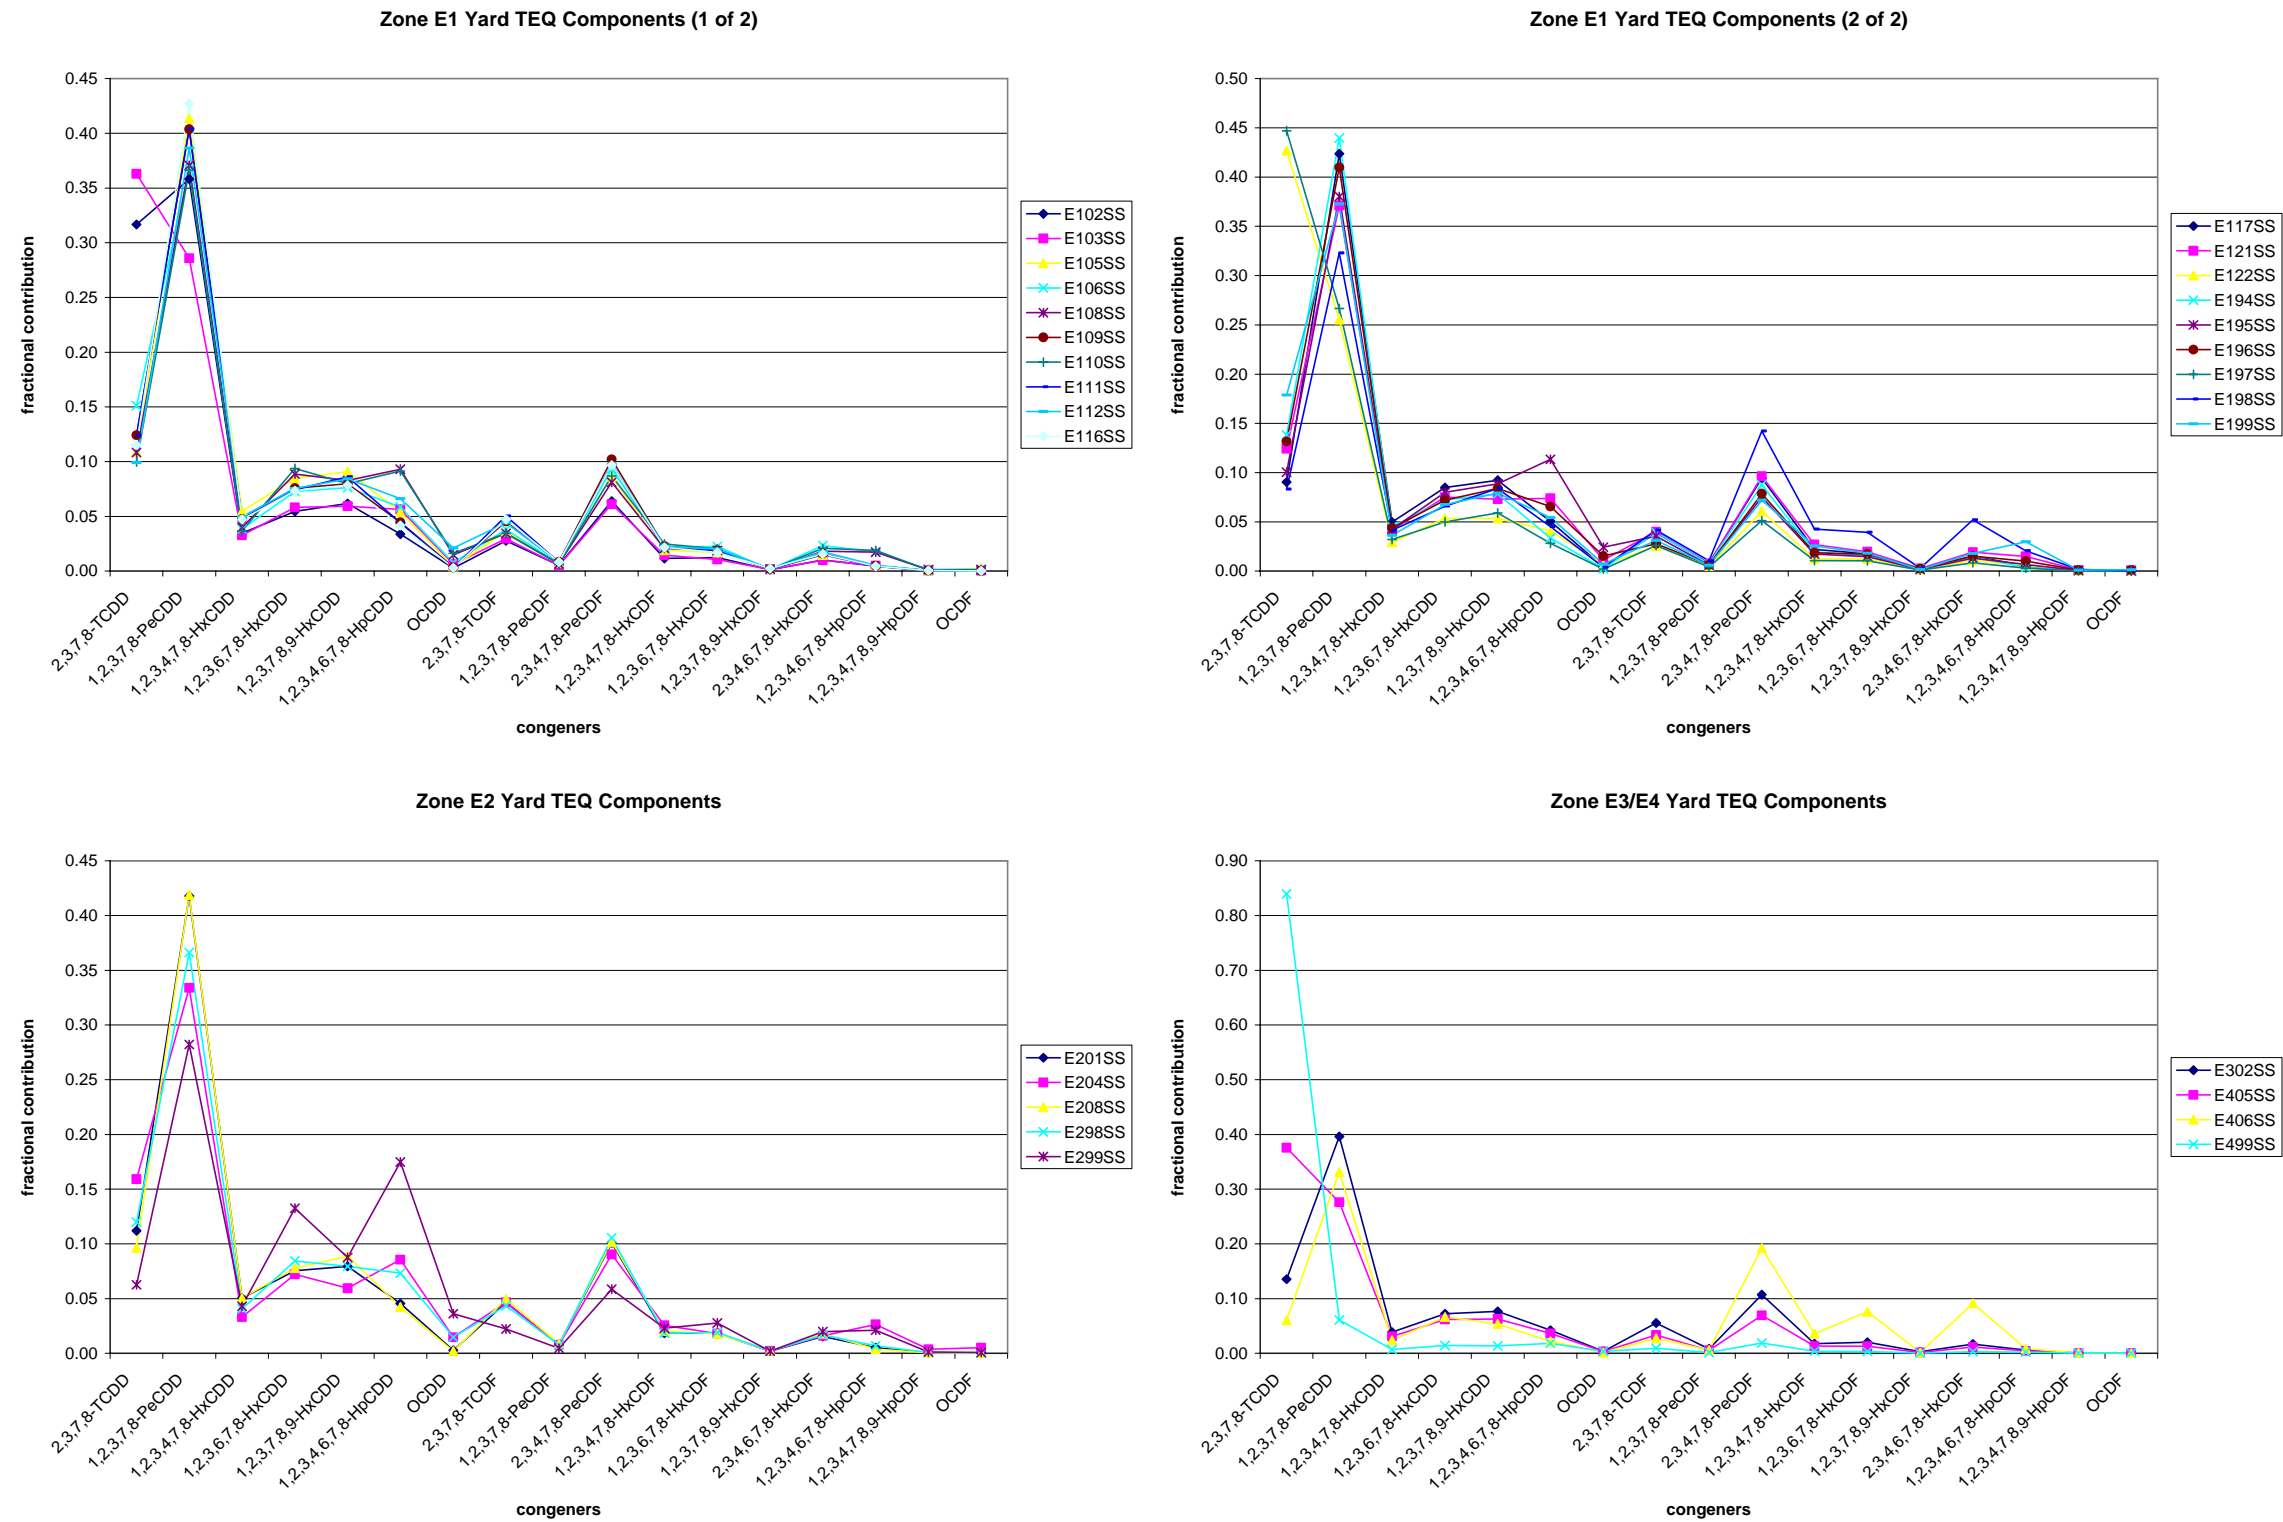 Zone E1 Yard TEQ Components (1 of 2)
0.45
0.40
0.35
0.30
0.25
0.20
0.15
0.10
0.05
0.00
fractional contribution
2,3,7,8-TCDD
1,2,3,7,8-PeCDD
1,2,3,4,7,8-HxCDD
1,2,3,6,7,8-HxCDD
1,2,3,7,8,9-HxCDD
1,2,3,4,6,7,8-HpCDD
OCDD
2,3,7,8-TCDF
1,2,3,7,8-PeCDF
2,3,4,7,8-PeCDF
1,2,3,4,7,8-HxCDF
1,2,3,6,7,8-HxCDF
1,2,3,7,8,9-HxCDF
2,3,4,6,7,8-HxCDF
1,2,3,4,6,7,8-HpCDF
1,2,3,4,7,8,9-HpCDF
OCDF
congeners
E102SS
E103SS
E105SS
E106SS
E108SS
E109SS
E110SS
E111SS
E112SS
E116SS
Zone E1 Yard TEQ Components (2 of 2)
0.50
0.45
0.40
0.35
0.30
0.25
0.20
0.15
0.10
0.05
0.00
fractional contribution
2,3,7,8-TCDD
1,2,3,7,8-PeCDD
1,2,3,4,7,8-HxCDD
1,2,3,6,7,8-HxCDD
1,2,3,7,8,9-HxCDD
1,2,3,4,6,7,8-HpCDD
OCDD
2,3,7,8-TCDF
1,2,3,7,8-PeCDF
2,3,4,7,8-PeCDF
1,2,3,4,7,8-HxCDF
1,2,3,6,7,8-HxCDF
1,2,3,7,8,9-HxCDF
2,3,4,6,7,8-HxCDF
1,2,3,4,6,7,8-HpCDF
1,2,3,4,7,8,9-HpCDF
OCDF
congeners
E117SS
E121SS
E122SS
E194SS
E195SS
E196SS
E197SS
E198SS
E199SS
Zone E2 Yard TEQ Components
0.45
0.40
0.35
0.30
0.25
0.20
0.15
0.10
0.05
0.00
fractional contribution
2,3,7,8-TCDD
1,2,3,7,8-PeCDD
1,2,3,4,7,8-HxCDD
1,2,3,6,7,8-HxCDD
1,2,3,7,8,9-HxCDD
1,2,3,4,6,7,8-HpCDD
OCDD
2,3,7,8-TCDF
1,2,3,7,8-PeCDF
2,3,4,7,8-PeCDF
1,2,3,4,7,8-HxCDF
1,2,3,6,7,8-HxCDF
1,2,3,7,8,9-HxCDF
2,3,4,6,7,8-HxCDF
1,2,3,4,6,7,8-HpCDF
1,2,3,4,7,8,9-HpCDF
OCDF
congeners
E201SS
E204SS
E208SS
E298SS
E299SS
Zone E3/E4 Yard TEQ Components
0.90
0.80
0.70
0.60
0.50
0.40
0.30
0.20
0.10
0.00
fractional contribution
2,3,7,8-TCDD
1,2,3,7,8-PeCDD
1,2,3,4,7,8-HxCDD
1,2,3,6,7,8-HxCDD
1,2,3,7,8,9-HxCDD
1,2,3,4,6,7,8-HpCDD
OCDD
2,3,7,8-TCDF
1,2,3,7,8-PeCDF
2,3,4,7,8-PeCDF
1,2,3,4,7,8-HxCDF
1,2,3,6,7,8-HxCDF
1,2,3,7,8,9-HxCDF
2,3,4,6,7,8-HxCDF
1,2,3,4,6,7,8-HpCDF
1,2,3,4,7,8,9-HpCDF
OCDF
congeners
E302SS
E405SS
E406SS
E499SS